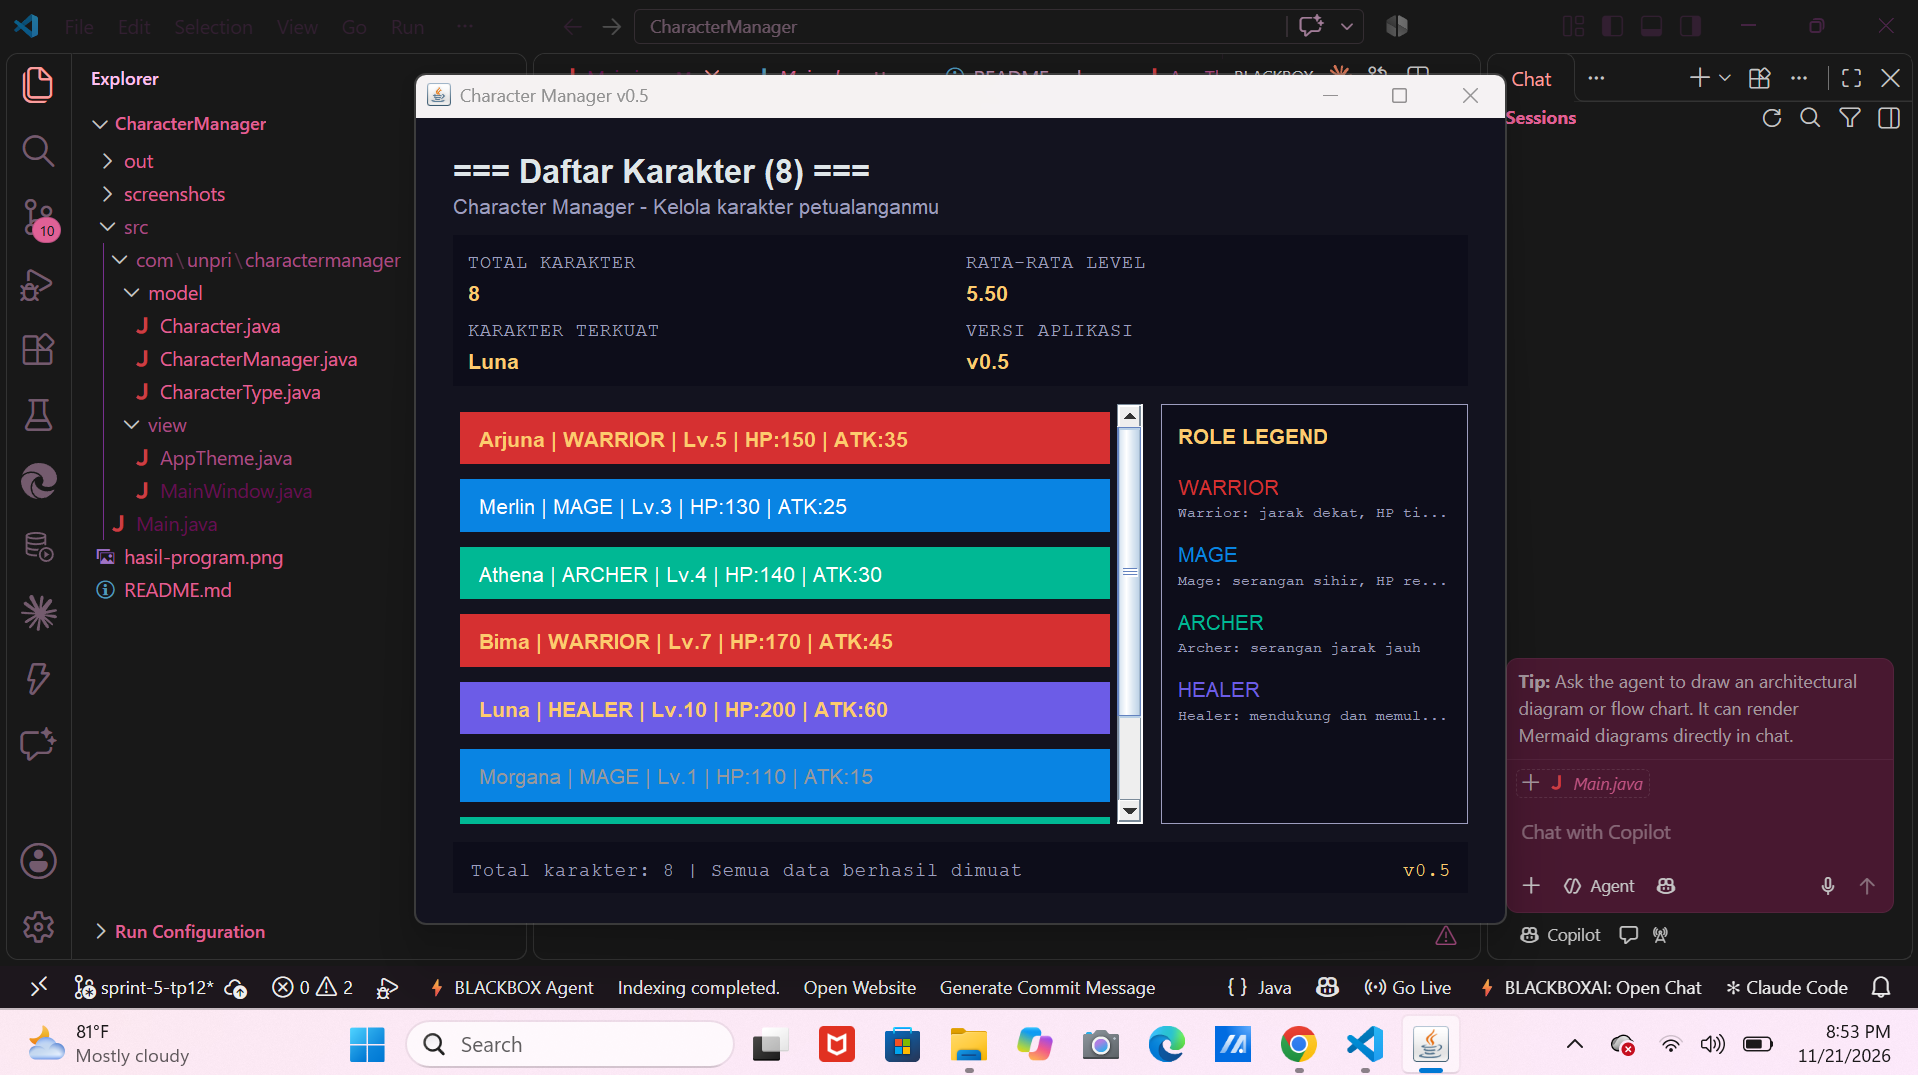 File Edit Selection View Go Run ...
CharacterManager
Explorer
CharacterManager
out
screenshots
src
com\unpri\charactermanager
model
Character.java
CharacterManager.java
CharacterType.java
view
AppTheme.java
MainWindow.java
Main.java
hasil-program.png
README.md
Run Configuration
10
Character Manager v0.5
=== Daftar Karakter (8) ===
Character Manager - Kelola karakter petualanganmu
TOTAL KARAKTER
8
RATA-RATA LEVEL
5.50
KARAKTER TERKUAT
Luna
VERSI APLIKASI
v0.5
Arjuna | WARRIOR | Lv.5 | HP:150 | ATK:35
Merlin | MAGE | Lv.3 | HP:130 | ATK:25
Athena | ARCHER | Lv.4 | HP:140 | ATK:30
Bima | WARRIOR | Lv.7 | HP:170 | ATK:45
Luna | HEALER | Lv.10 | HP:200 | ATK:60
Morgana | MAGE | Lv.1 | HP:110 | ATK:15
ROLE LEGEND
WARRIOR
Warrior: jarak dekat, HP ti...
MAGE
Mage: serangan sihir, HP re...
ARCHER
Archer: serangan jarak jauh
HEALER
Healer: mendukung dan memul...
Total karakter: 8 | Semua data berhasil dimuat
v0.5
Chat
Sessions
Tip: Ask the agent to draw an architectural
diagram or flow chart. It can render
Mermaid diagrams directly in chat.
Main.java
Chat with Copilot
Agent
Copilot
sprint-5-tp12* 0 2 BLACKBOX Agent Indexing completed. Open Website Generate Commit Message { } Java Go Live BLACKBOXAI: Open Chat Claude Code
81°F
Mostly cloudy
Search
8:53 PM
11/21/2026